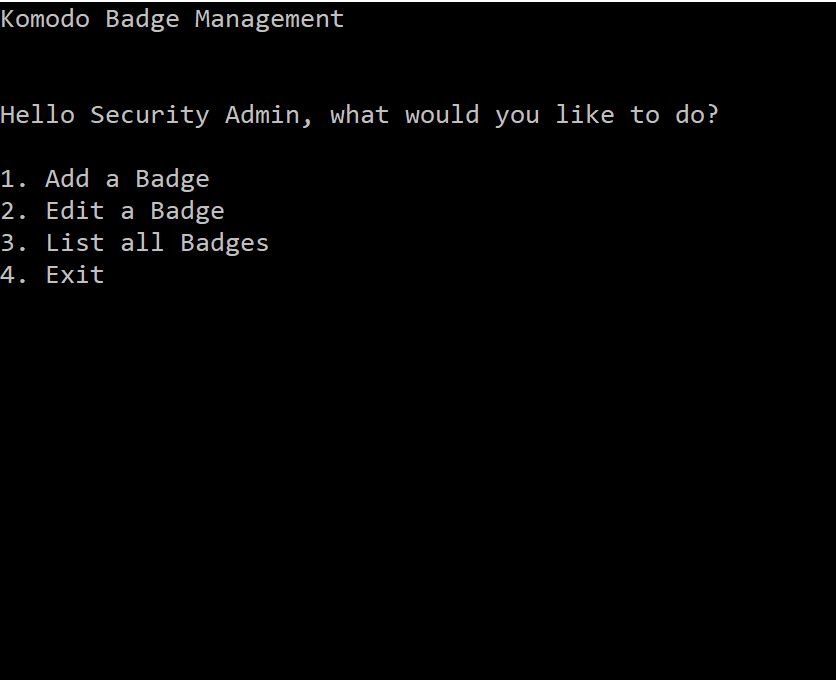 Komodo Badge Management
Hello Security Admin, what would you like to do?
1. Add a Badge
2. Edit a Badge
3. List all Badges
4. Exit